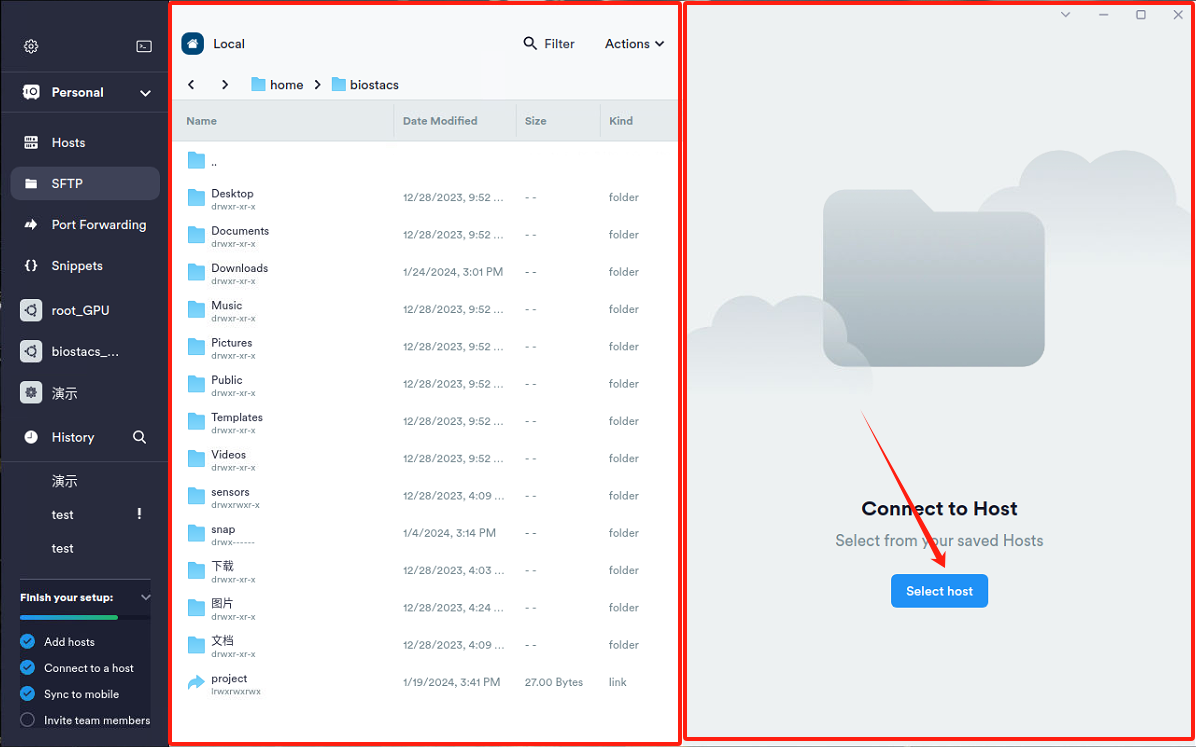 Personal
Hosts
SFTP
Port Forwarding
Snippets
root_GPU
biostacs_...
演示
History
演示
test !
test
Finish your setup:
Add hosts
Connect to a host
Sync to mobile
Invite team members
Local Filter Actions
home biostacs
Name Date Modified Size Kind
..
Desktop 12/28/2023, 9:52 ... - - folder
drwxr-xr-x
Documents 12/28/2023, 9:52 ... - - folder
drwxr-xr-x
Downloads 1/24/2024, 3:01 PM - - folder
drwxr-xr-x
Music 12/28/2023, 9:52 ... - - folder
drwxr-xr-x
Pictures 12/28/2023, 9:52 ... - - folder
drwxr-xr-x
Public 12/28/2023, 9:52 ... - - folder
drwxr-xr-x
Templates 12/28/2023, 9:52 ... - - folder
drwxr-xr-x
Videos 12/28/2023, 9:52 ... - - folder
drwxr-xr-x
sensors 12/28/2023, 4:09 ... - - folder
drwxrwxr-x
snap 1/4/2024, 3:14 PM - - folder
drwx------
下载 12/28/2023, 4:03 ... - - folder
drwxr-xr-x
图片 12/28/2023, 4:24 ... - - folder
drwxr-xr-x
文档 12/28/2023, 4:09 ... - - folder
drwxr-xr-x
project 1/19/2024, 3:41 PM 27.00 Bytes link
lrwxrwxrwx
Connect to Host
Select from your saved Hosts
Select host